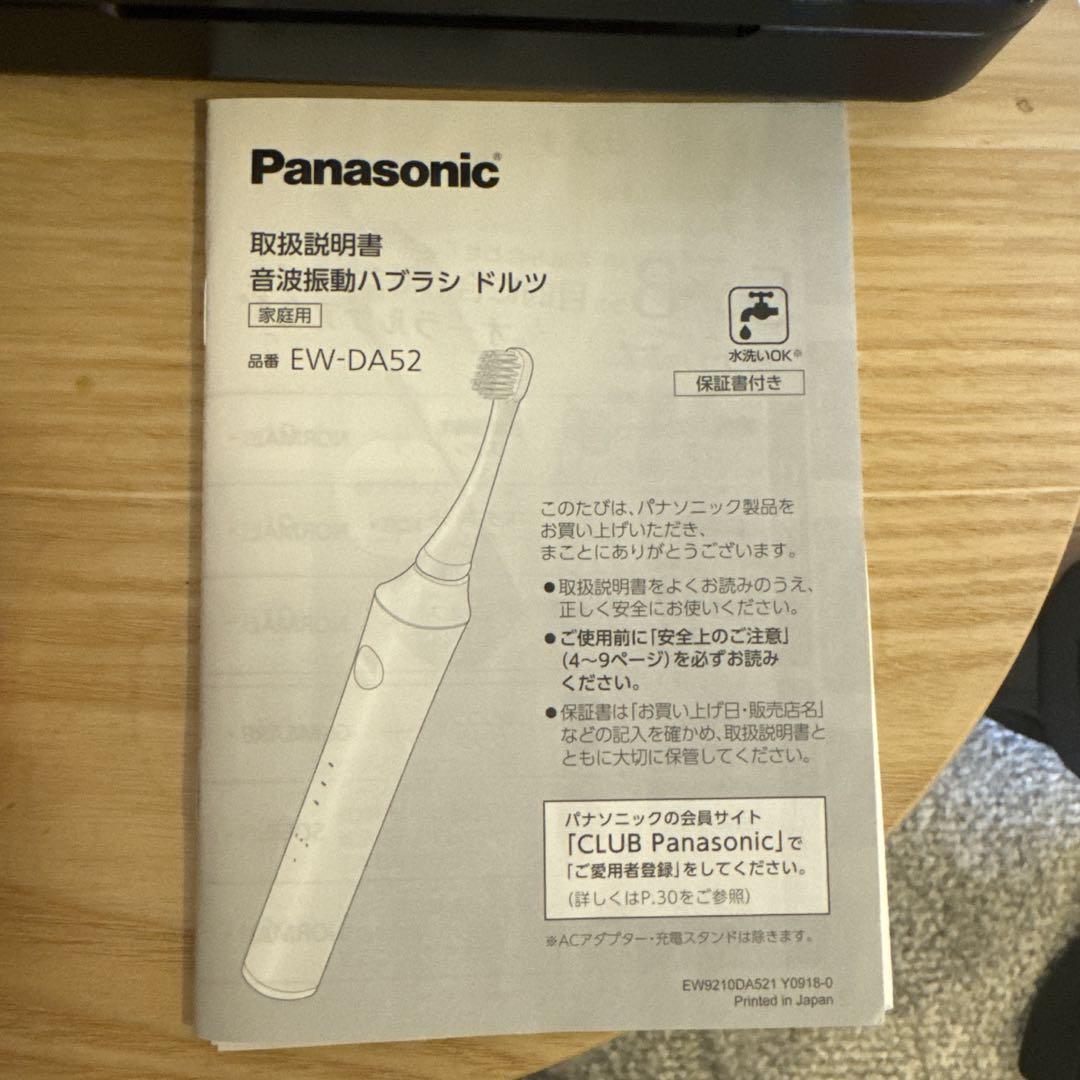 Panasonic®
取扱説明書
音波振動ハブラシ ドルツ
家庭用
品番 EW-DA52
水洗いOK※
保証書付き
このたびは、パナソニック製品を
お買い上げいただき、
まことにありがとうございます。
●取扱説明書をよくお読みのうえ、
正しく安全にお使いください。
●ご使用前に「安全上のご注意」
（4〜9ページ）を必ずお読み
ください。
●保証書は「お買い上げ日・販売店名」
などの記入を確かめ、取扱説明書と
ともに大切に保管してください。
パナソニックの会員サイト
「CLUB Panasonic」で
「ご愛用者登録」をしてください。
（詳しくはP.30をご参照）
※ACアダプター・充電スタンドは除きます。
EW9210DA521 Y0918-0
Printed in Japan